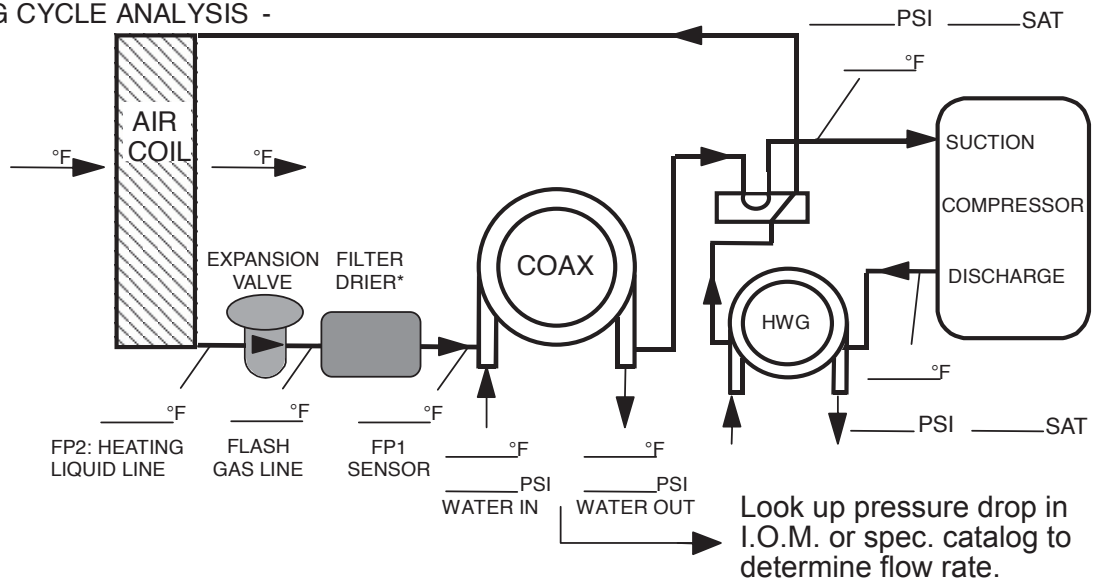 G CYCLE ANALYSIS -
PSI SAT
°F
AIR
COIL
°F
°F
SUCTION
COMPRESSOR
DISCHARGE
EXPANSION
VALVE
FILTER
DRIER*
COAX
HWG
°F
°F
°F
°F
PSI SAT
FP2: HEATING
LIQUID LINE
FLASH
GAS LINE
FP1
SENSOR
°F
PSI
WATER IN
°F
PSI
WATER OUT
Look up pressure drop in
I.O.M. or spec. catalog to
determine flow rate.